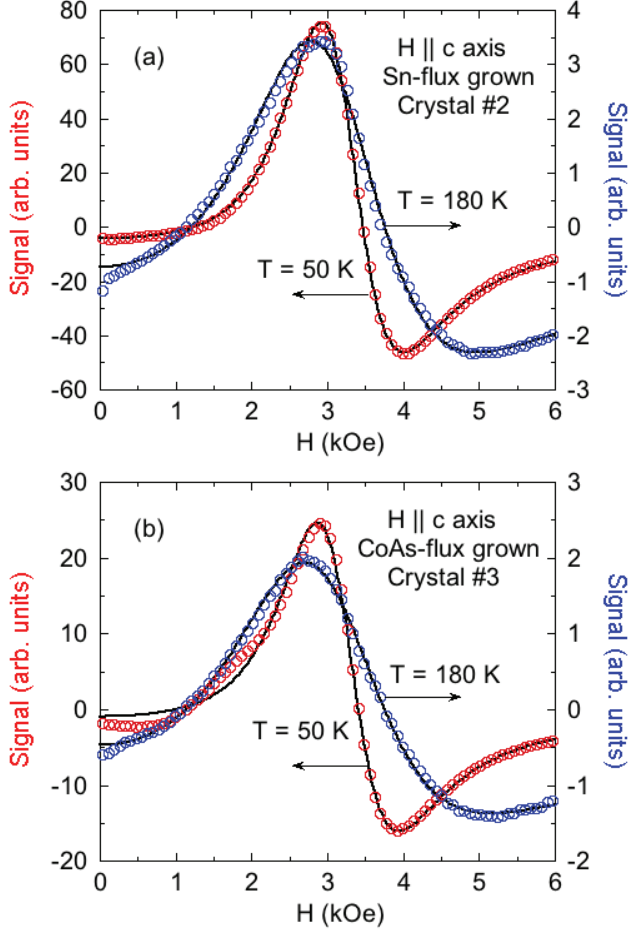 80
60
40
20
0
-20
-40
-60
Signal (arb. units)
(a)
H || c axis
Sn-flux grown
Crystal #2
T = 180 K
T = 50 K
4
3
2
1
0
-1
-2
-3
Signal (arb. units)
0 1 2 3 4 5 6
H (kOe)
30
20
10
0
-10
-20
Signal (arb. units)
(b)
H || c axis
CoAs-flux grown
Crystal #3
T = 180 K
T = 50 K
3
2
1
0
-1
-2
Signal (arb. units)
0 1 2 3 4 5 6
H (kOe)